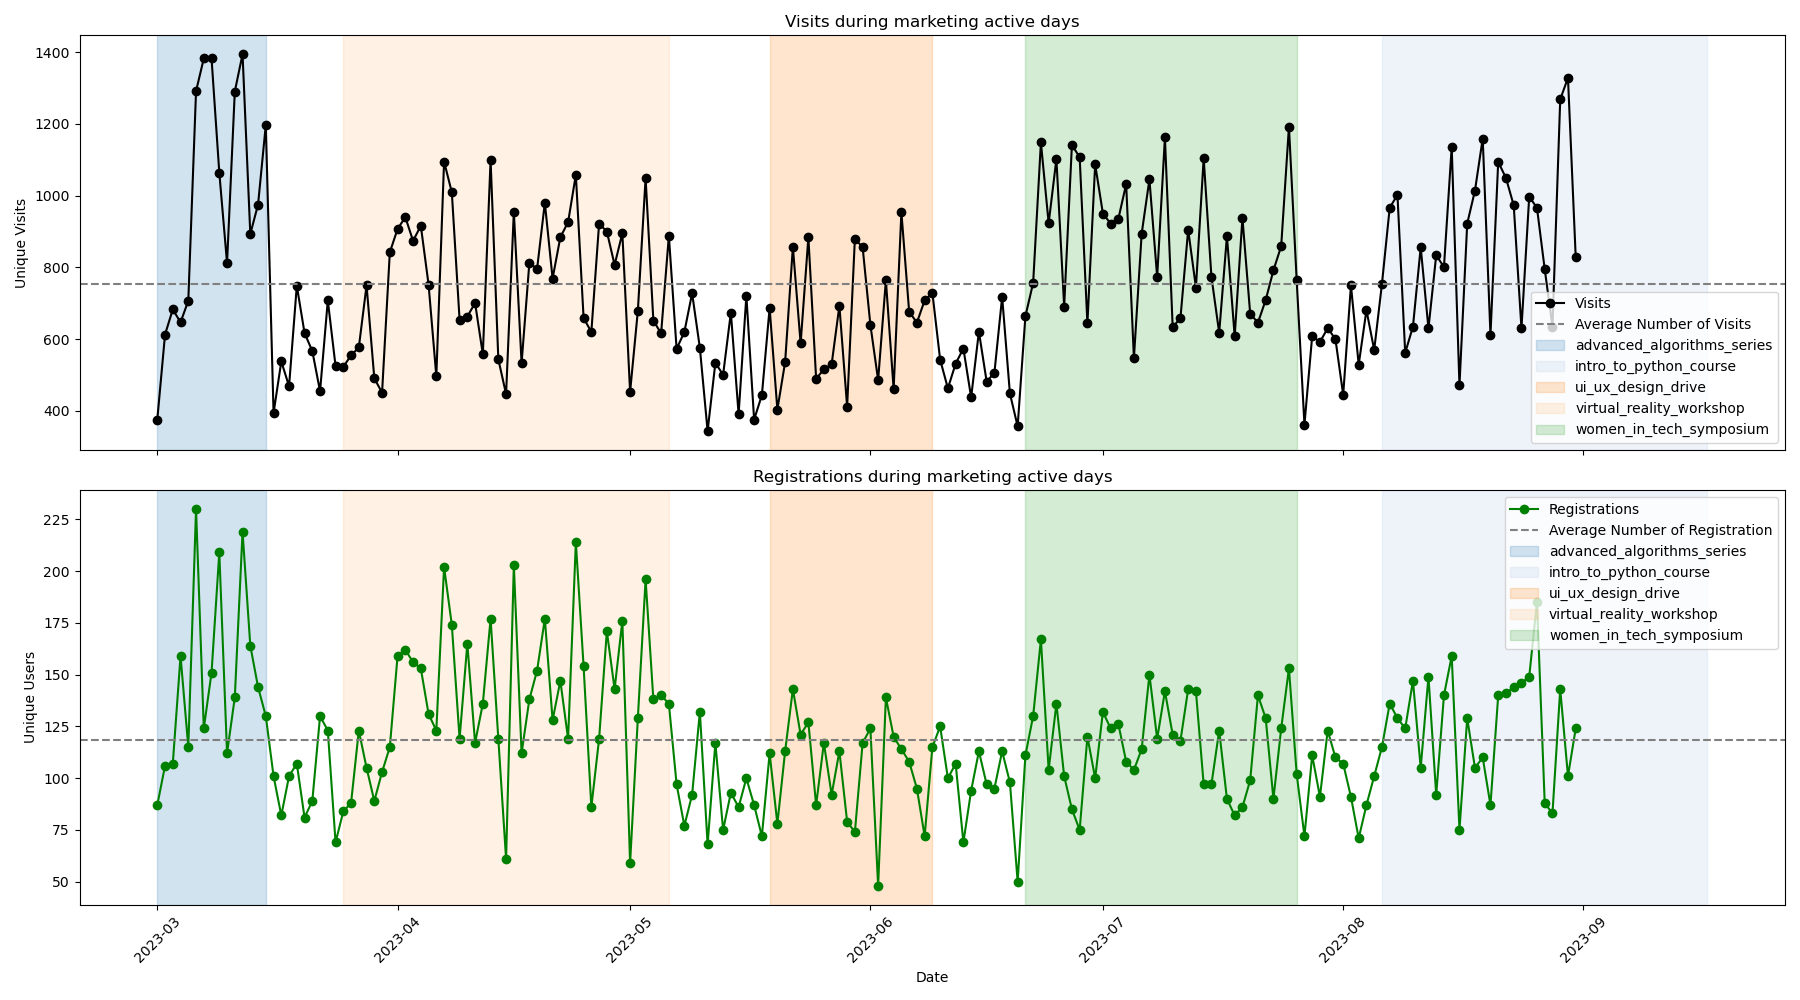 Visits during marketing active days
1400
1200
1000
800
600
400
Unique Visits
Visits
Average Number of Visits
advanced_algorithms_series
intro_to_python_course
ui_ux_design_drive
virtual_reality_workshop
women_in_tech_symposium
Registrations during marketing active days
225
200
175
150
125
100
75
50
Unique Users
Registrations
Average Number of Registration
advanced_algorithms_series
intro_to_python_course
ui_ux_design_drive
virtual_reality_workshop
women_in_tech_symposium
2023-03
2023-04
2023-05
2023-06
2023-07
2023-08
2023-09
Date